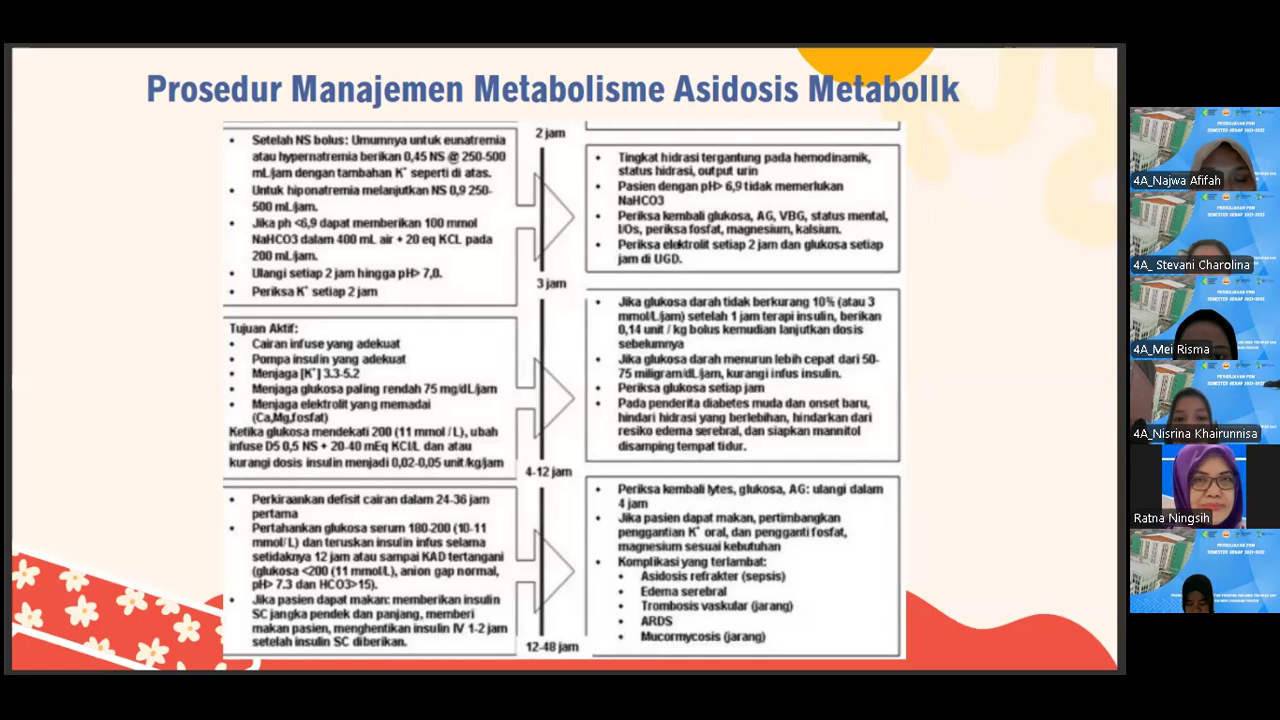 Prosedur Manajemen Metabolisme Asidosis Metabollk
• Setelah NS bolus: Umumnya untuk eunatremia
atau hypernatremia berikan 0,45 NS @ 250-500
mL/jam dengan tambahan K⁺ seperti di atas.
• Untuk hiponatremia melanjutkan NS 0,9 250-
500 mL/jam.
• Jika ph <6,9 dapat memberikan 100 mmol
NaHCO3 dalam 400 mL air + 20 eq KCL pada
200 mL/jam.
• Ulangi setiap 2 jam hingga pH> 7,0.
• Periksa K⁺ setiap 2 jam
2 jam
• Tingkat hidrasi tergantung pada hemodinamik,
status hidrasi, output urin
• Pasien dengan pH> 6,9 tidak memerlukan
NaHCO3
• Periksa kembali glukosa, AG, VBG, status mental,
I/Os, periksa fosfat, magnesium, kalsium.
• Periksa elektrolit setiap 2 jam dan glukosa setiap
jam di UGD.
3 jam
Tujuan Aktif:
• Cairan infuse yang adekuat
• Pompa insulin yang adekuat
• Menjaga [K⁺] 3.3-5.2
• Menjaga glukosa paling rendah 75 mg/dL/jam
• Menjaga elektrolit yang memadai
(Ca,Mg,fosfat)
Ketika glukosa mendekati 200 (11 mmol / L), ubah
infuse D5 0,5 NS + 20-40 mEq KCl/L dan atau
kurangi dosis insulin menjadi 0,02-0,05 unit/kg/jam
• Jika glukosa darah tidak berkurang 10% (atau 3
mmol/L/jam) setelah 1 jam terapi insulin, berikan
0,14 unit / kg bolus kemudian lanjutkan dosis
sebelumnya
• Jika glukosa darah menurun lebih cepat dari 50-
75 miligram/dL/jam, kurangi infus insulin.
• Periksa glukosa setiap jam
• Pada penderita diabetes muda dan onset baru,
hindari hidrasi yang berlebihan, hindarkan dari
resiko edema serebral, dan siapkan mannitol
disamping tempat tidur.
4-12 jam
• Perkiraankan defisit cairan dalam 24-36 jam
pertama
• Pertahankan glukosa serum 180-200 (10-11
mmol/ L) dan teruskan insulin infus selama
setidaknya 12 jam atau sampai KAD tertangani
(glukosa <200 (11 mmol/L), anion gap normal,
pH> 7.3 dan HCO3>15).
• Jika pasien dapat makan: memberikan insulin
SC jangka pendek dan panjang, memberi
makan pasien, menghentikan insulin IV 1-2 jam
setelah insulin SC diberikan.
• Periksa kembali lytes, glukosa, AG: ulangi dalam
4 jam
• Jika pasien dapat makan, pertimbangkan
penggantian K⁺ oral, dan pengganti fosfat,
magnesium sesuai kebutuhan
• Komplikasi yang terlambat:
• Asidosis refrakter (sepsis)
• Edema serebral
• Trombosis vaskular (jarang)
• ARDS
• Mucormycosis (jarang)
12-48 jam
4A_Najwa Afifah
4A_ Stevani Charolina
4A_Mei Risma
4A_Nisrina Khairunnisa
Ratna Ningsih